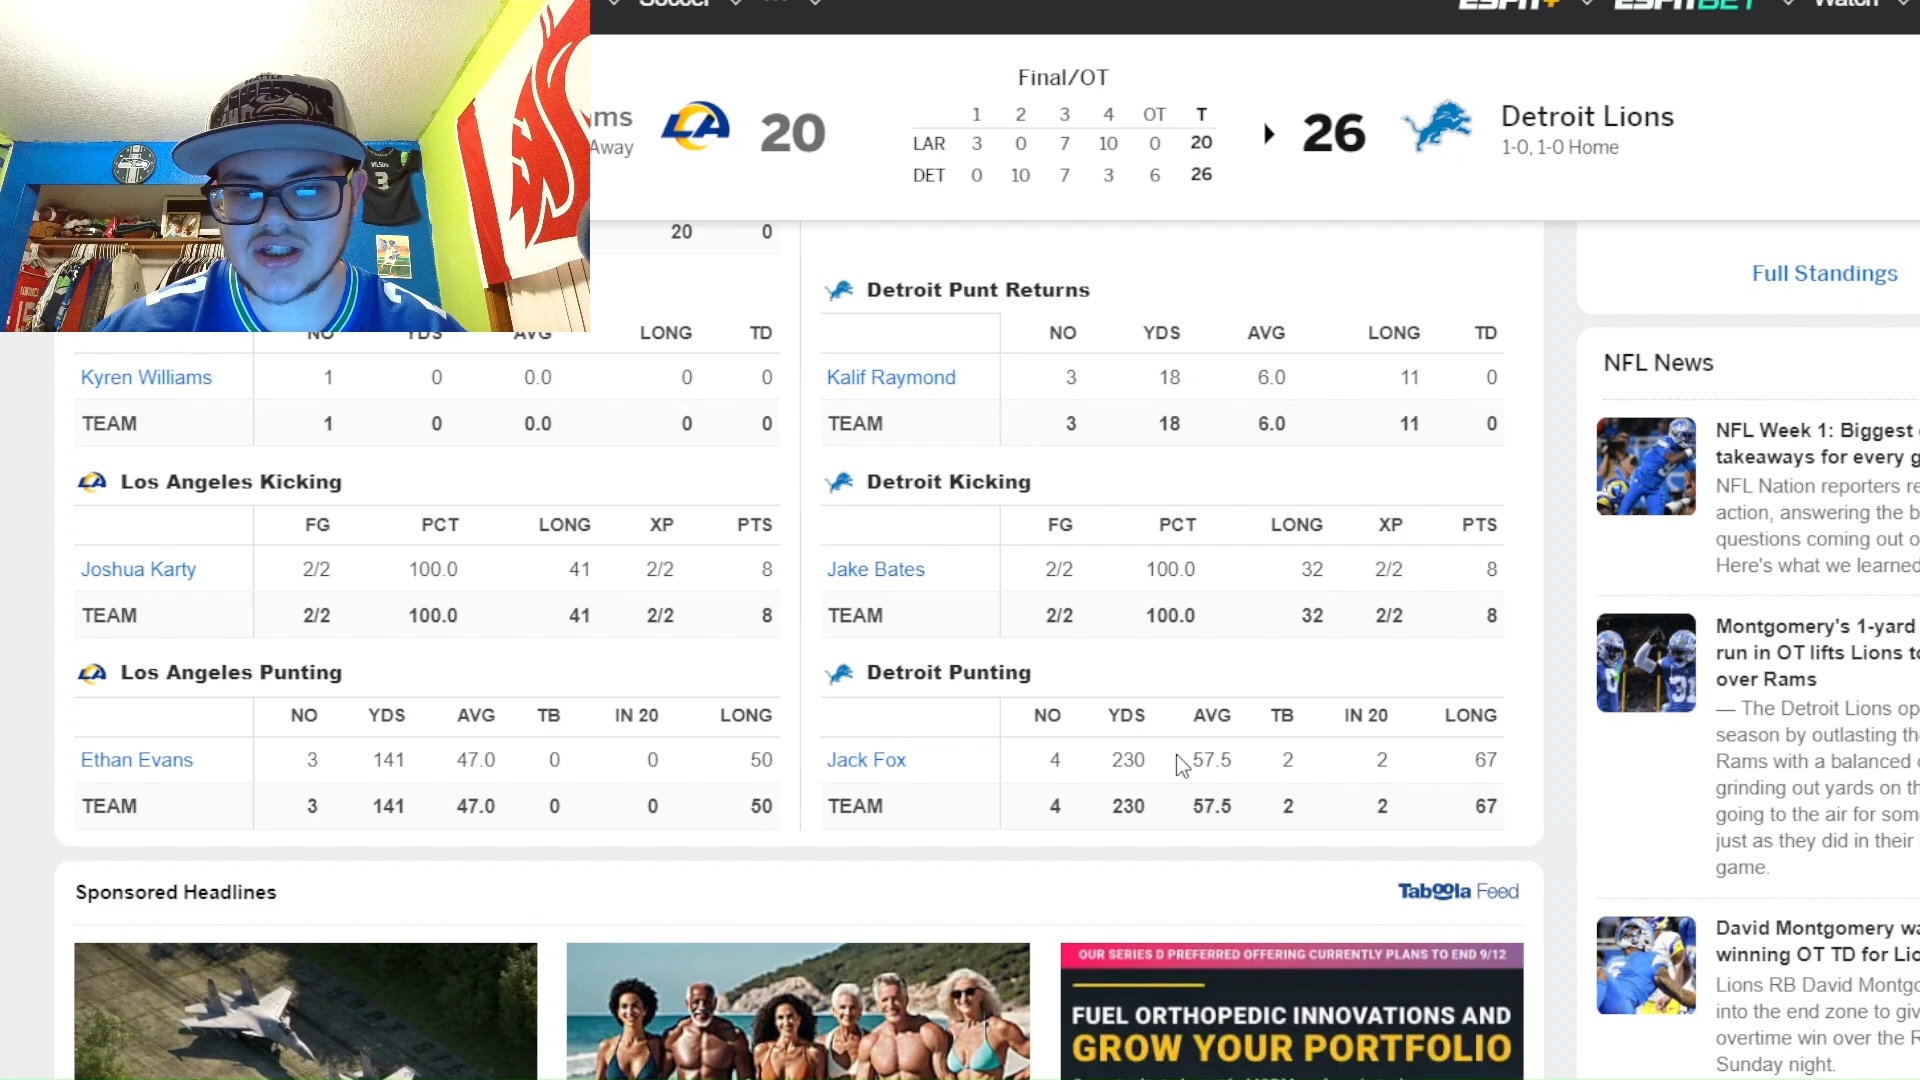 Soccer
ESPN+
ESPN BET
Watch
SEATTLE
WILSON
3
ms
Away
20
Final/OT
1 2 3 4 OT T
LAR 3 0 7 10 0 20
DET 0 10 7 3 6 26
26
Detroit Lions
1-0, 1-0 Home
20 0
NO YDS AVG LONG TD
Kyren Williams 1 0 0.0 0 0
TEAM 1 0 0.0 0 0
Detroit Punt Returns
NO YDS AVG LONG TD
Kalif Raymond 3 18 6.0 11 0
TEAM 3 18 6.0 11 0
Los Angeles Kicking
FG PCT LONG XP PTS
Joshua Karty 2/2 100.0 41 2/2 8
TEAM 2/2 100.0 41 2/2 8
Detroit Kicking
FG PCT LONG XP PTS
Jake Bates 2/2 100.0 32 2/2 8
TEAM 2/2 100.0 32 2/2 8
Los Angeles Punting
NO YDS AVG TB IN 20 LONG
Ethan Evans 3 141 47.0 0 0 50
TEAM 3 141 47.0 0 0 50
Detroit Punting
NO YDS AVG TB IN 20 LONG
Jack Fox 4 230 57.5 2 2 67
TEAM 4 230 57.5 2 2 67
Full Standings
NFL News
NFL Week 1: Biggest
takeaways for every
NFL Nation reporters
action, answering the
questions coming out
Here's what we learned
Montgomery's 1-yard
run in OT lifts Lions
over Rams
— The Detroit Lions
season by outlasting
Rams with a balanced
grinding out yards on
going to the air for
just as they did in their
game.
David Montgomery
winning OT TD for
Lions RB David
into the end zone to
overtime win over the
Sunday night.
Sponsored Headlines
Taboola Feed
OUR SERIES D PREFERRED OFFERING CURRENTLY PLANS TO END 9/12
FUEL ORTHOPEDIC INNOVATIONS AND
GROW YOUR PORTFOLIO